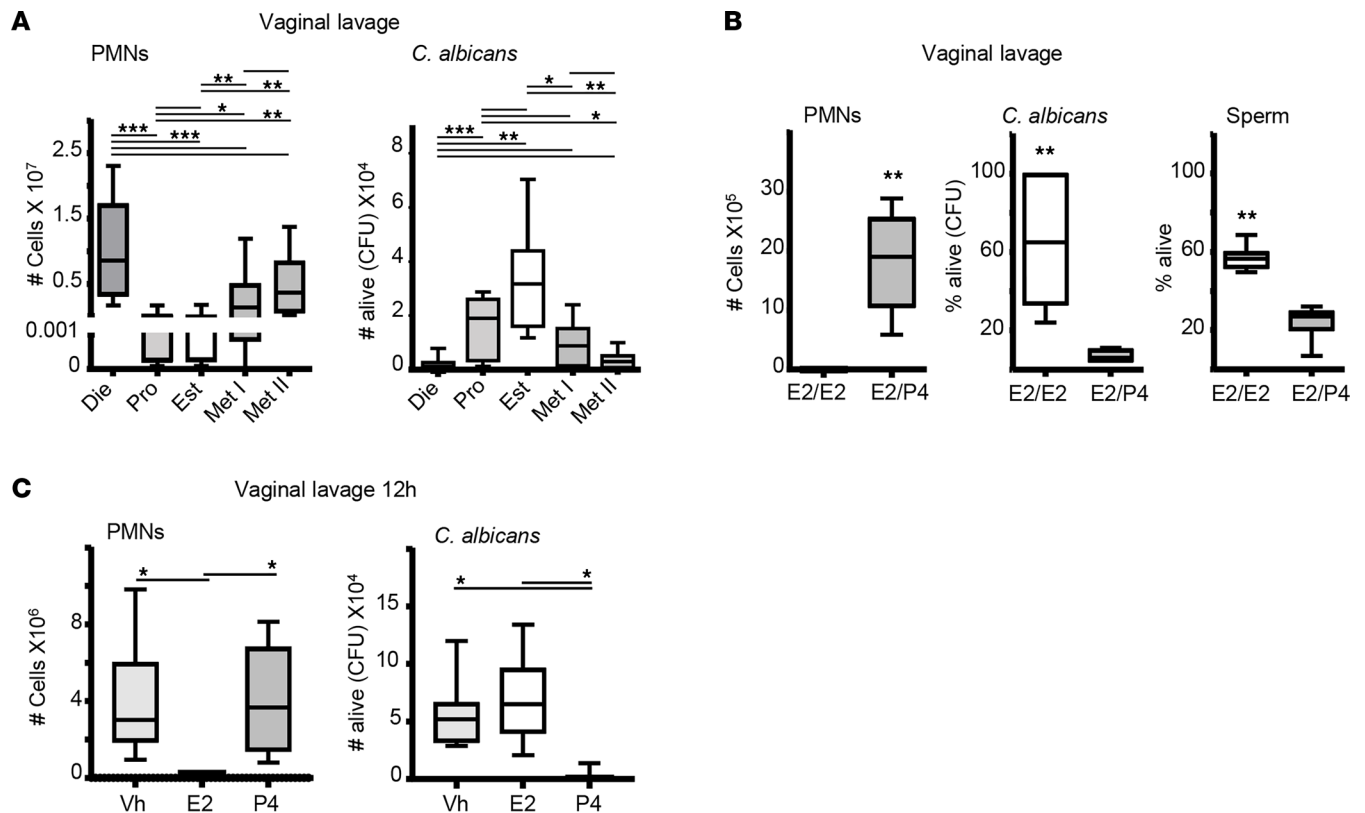 A
Vaginal lavage
PMNs
C. albicans
# Cells X 10⁷
2.5
1.5
0.5
0.001
0
*** *** * ** ** **
Die Pro Est Met I Met II
# alive (CFU) X10⁴
8
6
4
2
0
*** ** * * **
Die Pro Est Met I Met II
B
Vaginal lavage
PMNs
C. albicans
Sperm
# Cells X10⁵
30
20
10
0
**
E2/E2 E2/P4
% alive (CFU)
100
60
20
**
E2/E2 E2/P4
% alive
100
60
20
**
E2/E2 E2/P4
C
Vaginal lavage 12h
PMNs
C. albicans
# Cells X10⁶
8
4
0
* *
Vh E2 P4
# alive (CFU) X10⁴
15
10
5
0
* *
Vh E2 P4